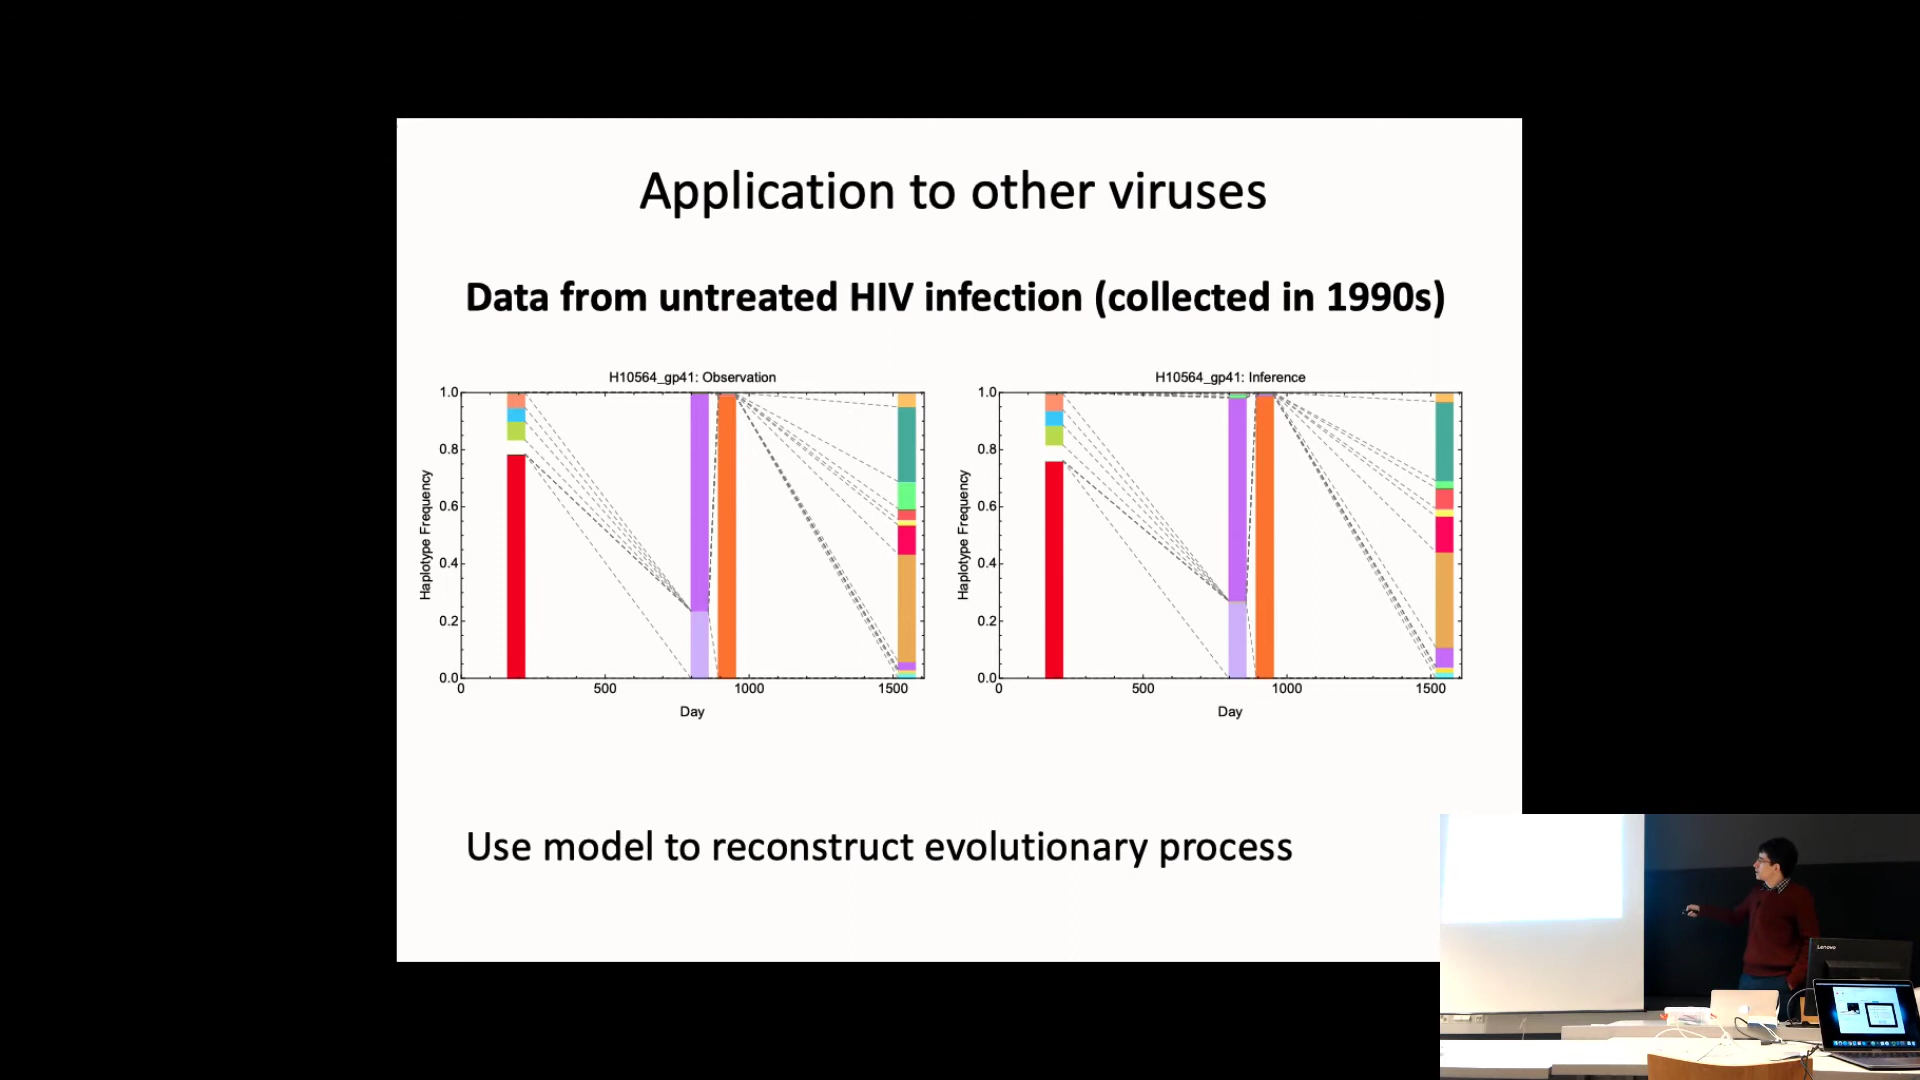 Application to other viruses
Data from untreated HIV infection (collected in 1990s)
H10564_gp41: Observation
1.0
0.8
0.6
0.4
0.2
0.0
Haplotype Frequency
0 500 1000 1500
Day
H10564_gp41: Inference
1.0
0.8
0.6
0.4
0.2
0.0
Haplotype Frequency
0 500 1000 1500
Day
Use model to reconstruct evolutionary process
Lenovo